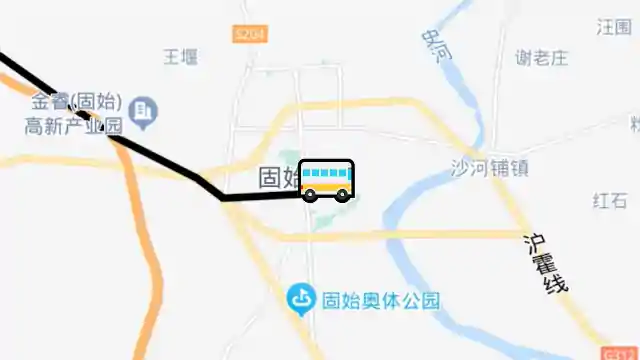 S204
汪围
史河
王堰
谢老庄
金睿(固始)
高新产业园
沙河铺镇
固始
红石
沪霍线
固始奥体公园